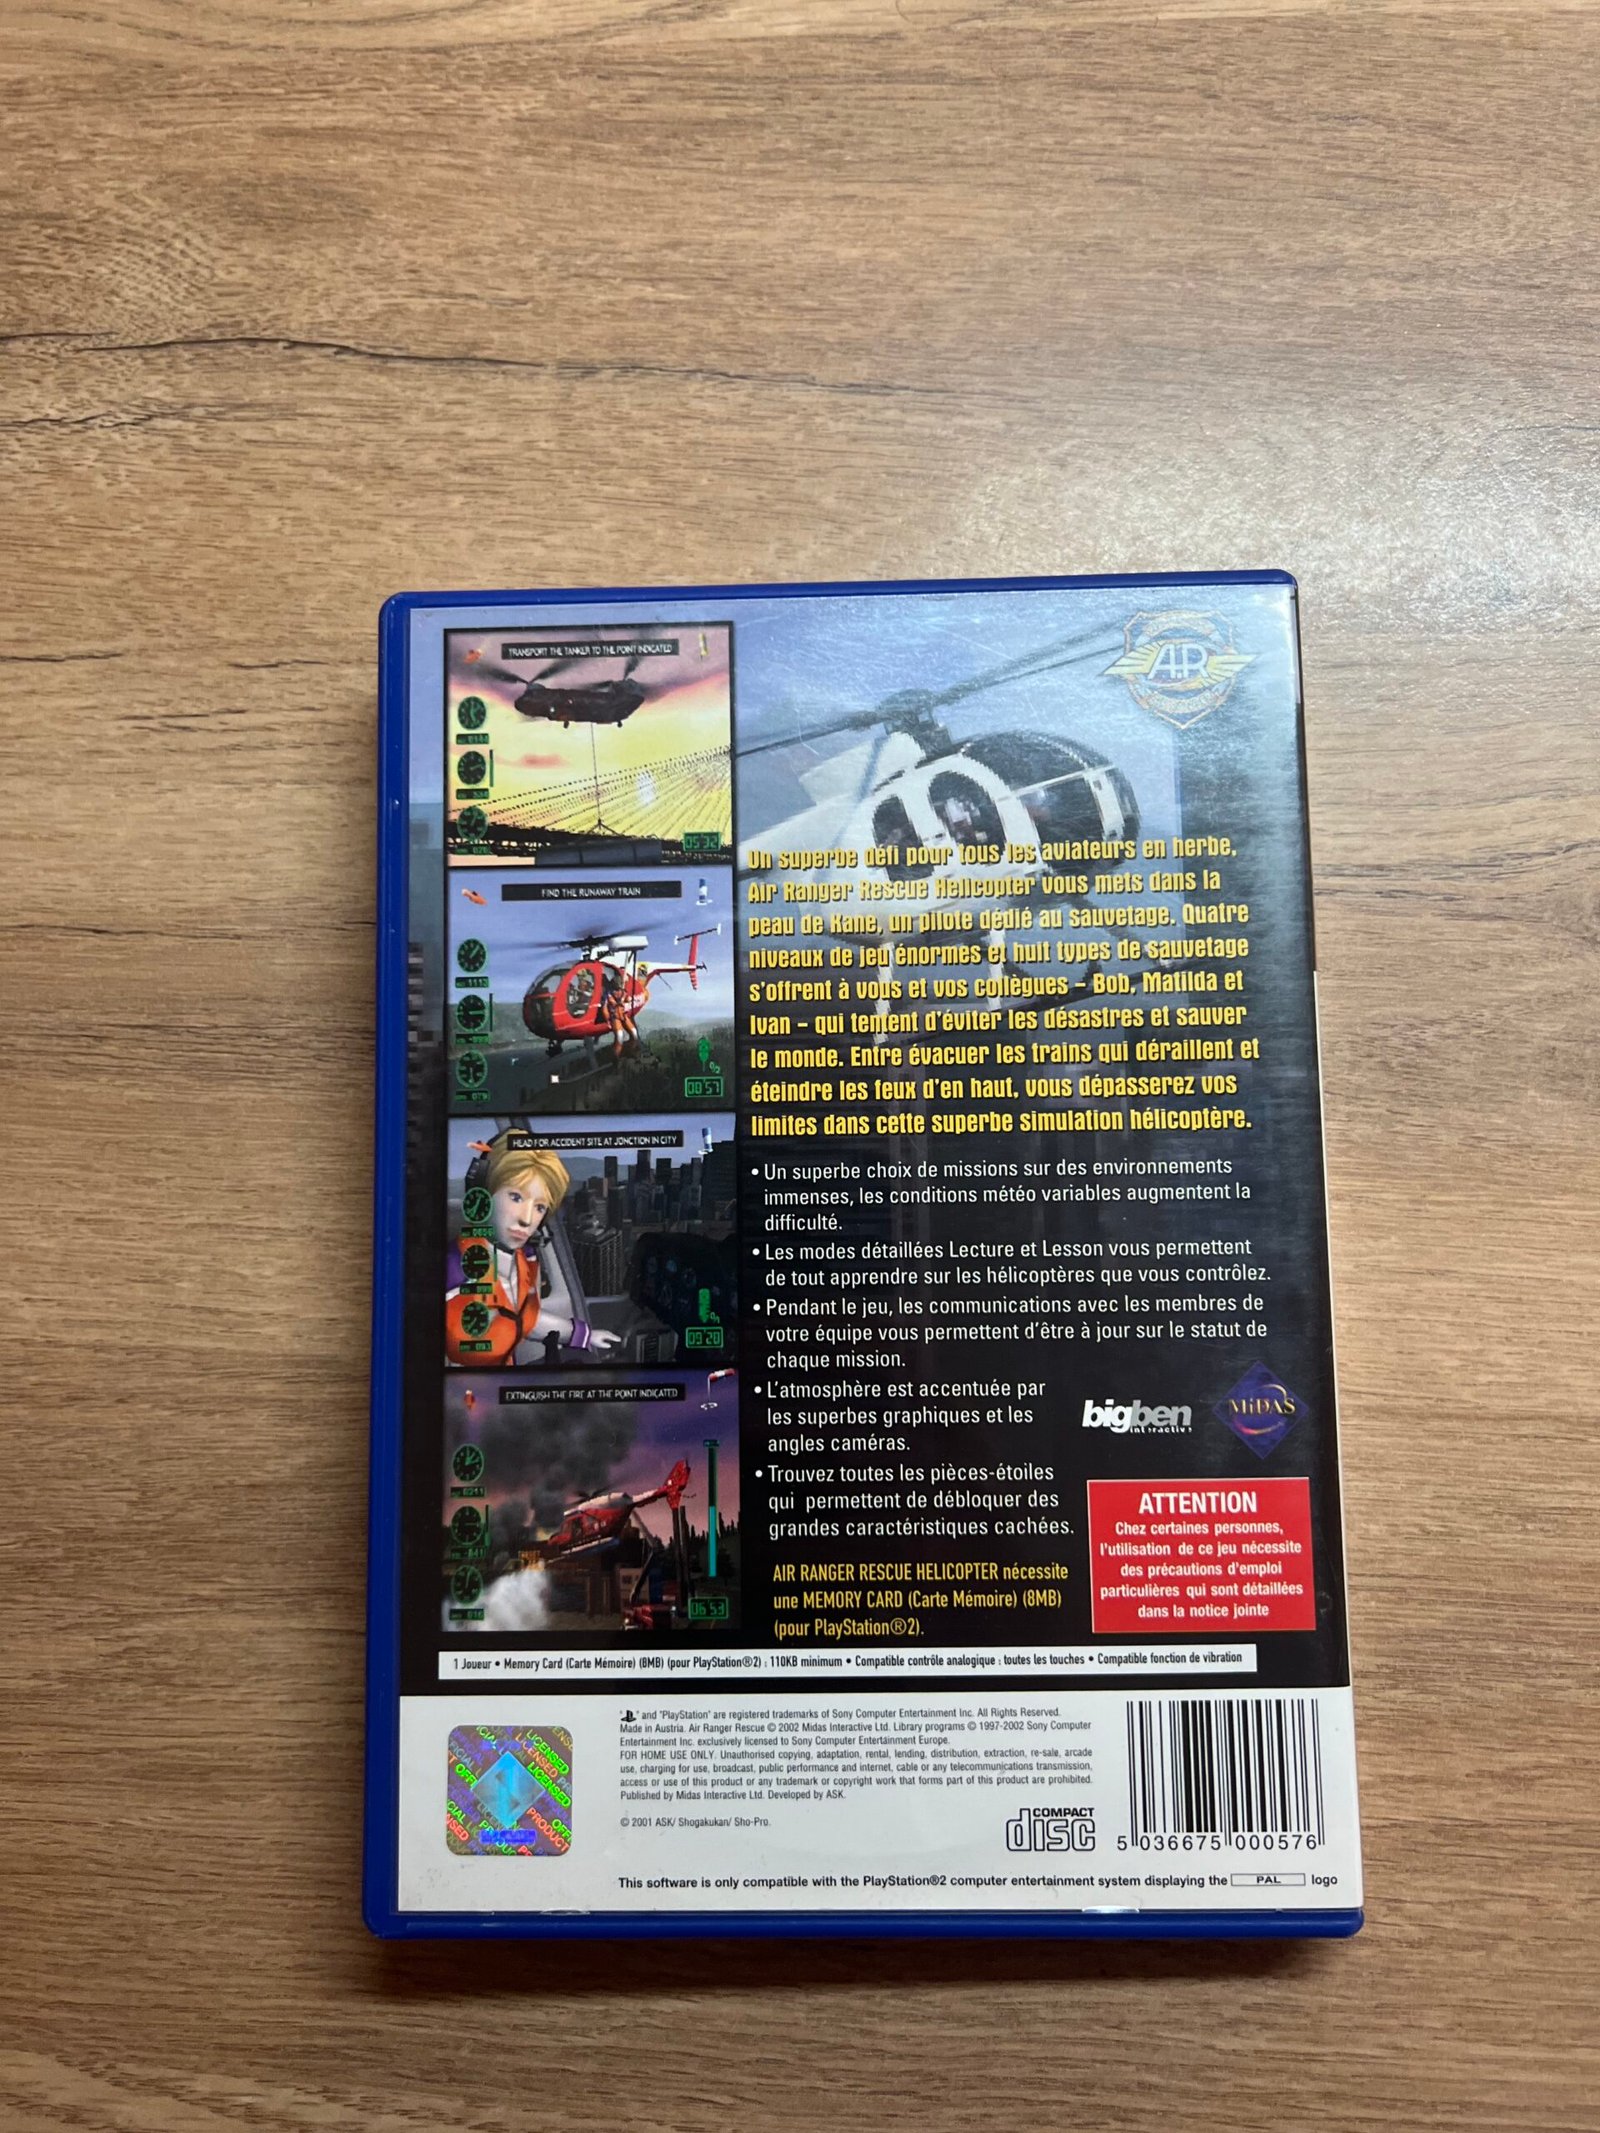 TRANSPORT THE TANKER TO THE POINT INDICATED
05'32
FIND THE RUNAWAY TRAIN
00'57
HEAD FOR ACCIDENT SITE AT JONCTION IN CITY
09'20
EXTINGUISH THE FIRE AT THE POINT INDICATED
06'53
A.R
Un superbe défi pour tous les aviateurs en herbe,
Air Ranger Rescue Helicopter vous mets dans la
peau de Kane, un pilote dédié au sauvetage. Quatre
niveaux de jeu énormes et huit types de sauvetage
s'offrent à vous et vos collègues – Bob, Matilda et
Ivan – qui tentent d'éviter les désastres et sauver
le monde. Entre évacuer les trains qui déraillent et
éteindre les feux d'en haut, vous dépasserez vos
limites dans cette superbe simulation hélicoptère.
• Un superbe choix de missions sur des environnements
immenses, les conditions météo variables augmentent la
difficulté.
• Les modes détaillées Lecture et Lesson vous permettent
de tout apprendre sur les hélicoptères que vous contrôlez.
• Pendant le jeu, les communications avec les membres de
votre équipe vous permettent d'être à jour sur le statut de
chaque mission.
• L'atmosphère est accentuée par
les superbes graphiques et les
angles caméras.
• Trouvez toutes les pièces-étoiles
qui permettent de débloquer des
grandes caractéristiques cachées.
AIR RANGER RESCUE HELICOPTER nécessite
une MEMORY CARD (Carte Mémoire) (8MB)
(pour PlayStation®2).
bigben
interactive
MiDAS
ATTENTION
Chez certaines personnes,
l'utilisation de ce jeu nécessite
des précautions d'emploi
particulières qui sont détaillées
dans la notice jointe
1 Joueur • Memory Card (Carte Mémoire) (8MB) (pour PlayStation®2) : 110KB minimum • Compatible contrôle analogique : toutes les touches • Compatible fonction de vibration
" " and "PlayStation" are registered trademarks of Sony Computer Entertainment Inc. All Rights Reserved.
Made in Austria. Air Ranger Rescue © 2002 Midas Interactive Ltd. Library programs © 1997-2002 Sony Computer
Entertainment Inc. exclusively licensed to Sony Computer Entertainment Europe.
FOR HOME USE ONLY. Unauthorised copying, adaptation, rental, lending, distribution, extraction, re-sale, arcade
use, charging for use, broadcast, public performance and internet, cable or any telecommunications transmission,
access or use of this product or any trademark or copyright work that forms part of this product are prohibited.
Published by Midas Interactive Ltd. Developed by ASK.
© 2001 ASK/ Shogakukan/ Sho-Pro.
LICENSED
PRODUCT
OFFICIAL
COMPACT
disc
5 036675 000576
This software is only compatible with the PlayStation®2 computer entertainment system displaying the PAL logo